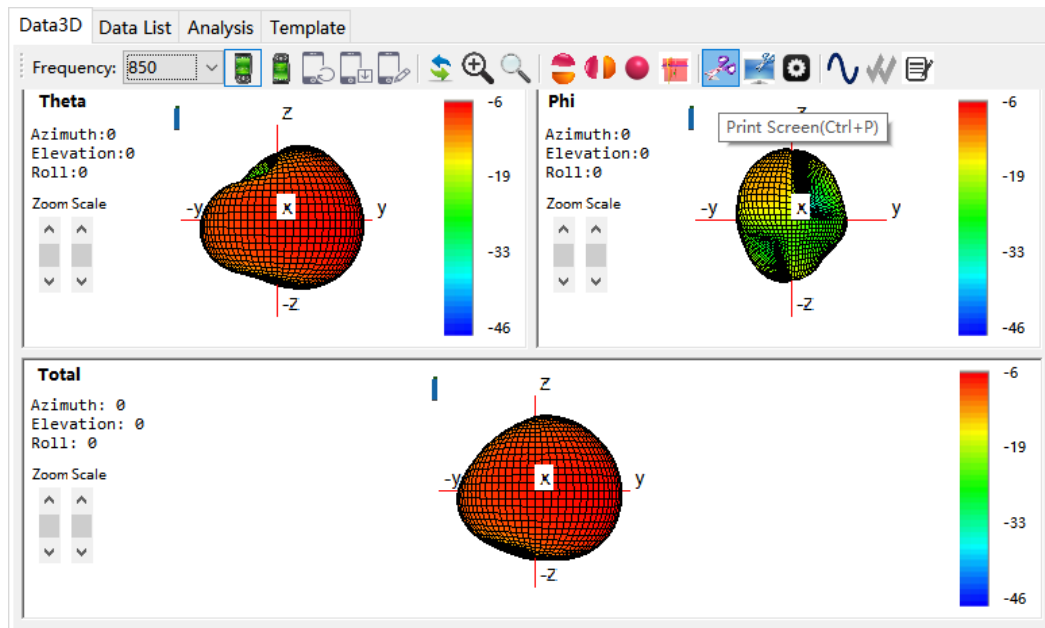 Data3D Data List Analysis Template
Frequency: 850
Theta
Azimuth:0
Elevation:0
Roll:0
Zoom Scale
Z
-y
x
y
-Z
-6
-19
-33
-46
Phi
Azimuth:0
Elevation:0
Roll:0
Zoom Scale
Print Screen(Ctrl+P)
-y
x
y
-Z
-6
-19
-33
-46
Total
Azimuth: 0
Elevation: 0
Roll: 0
Zoom Scale
Z
-y
x
y
-Z
-6
-19
-33
-46